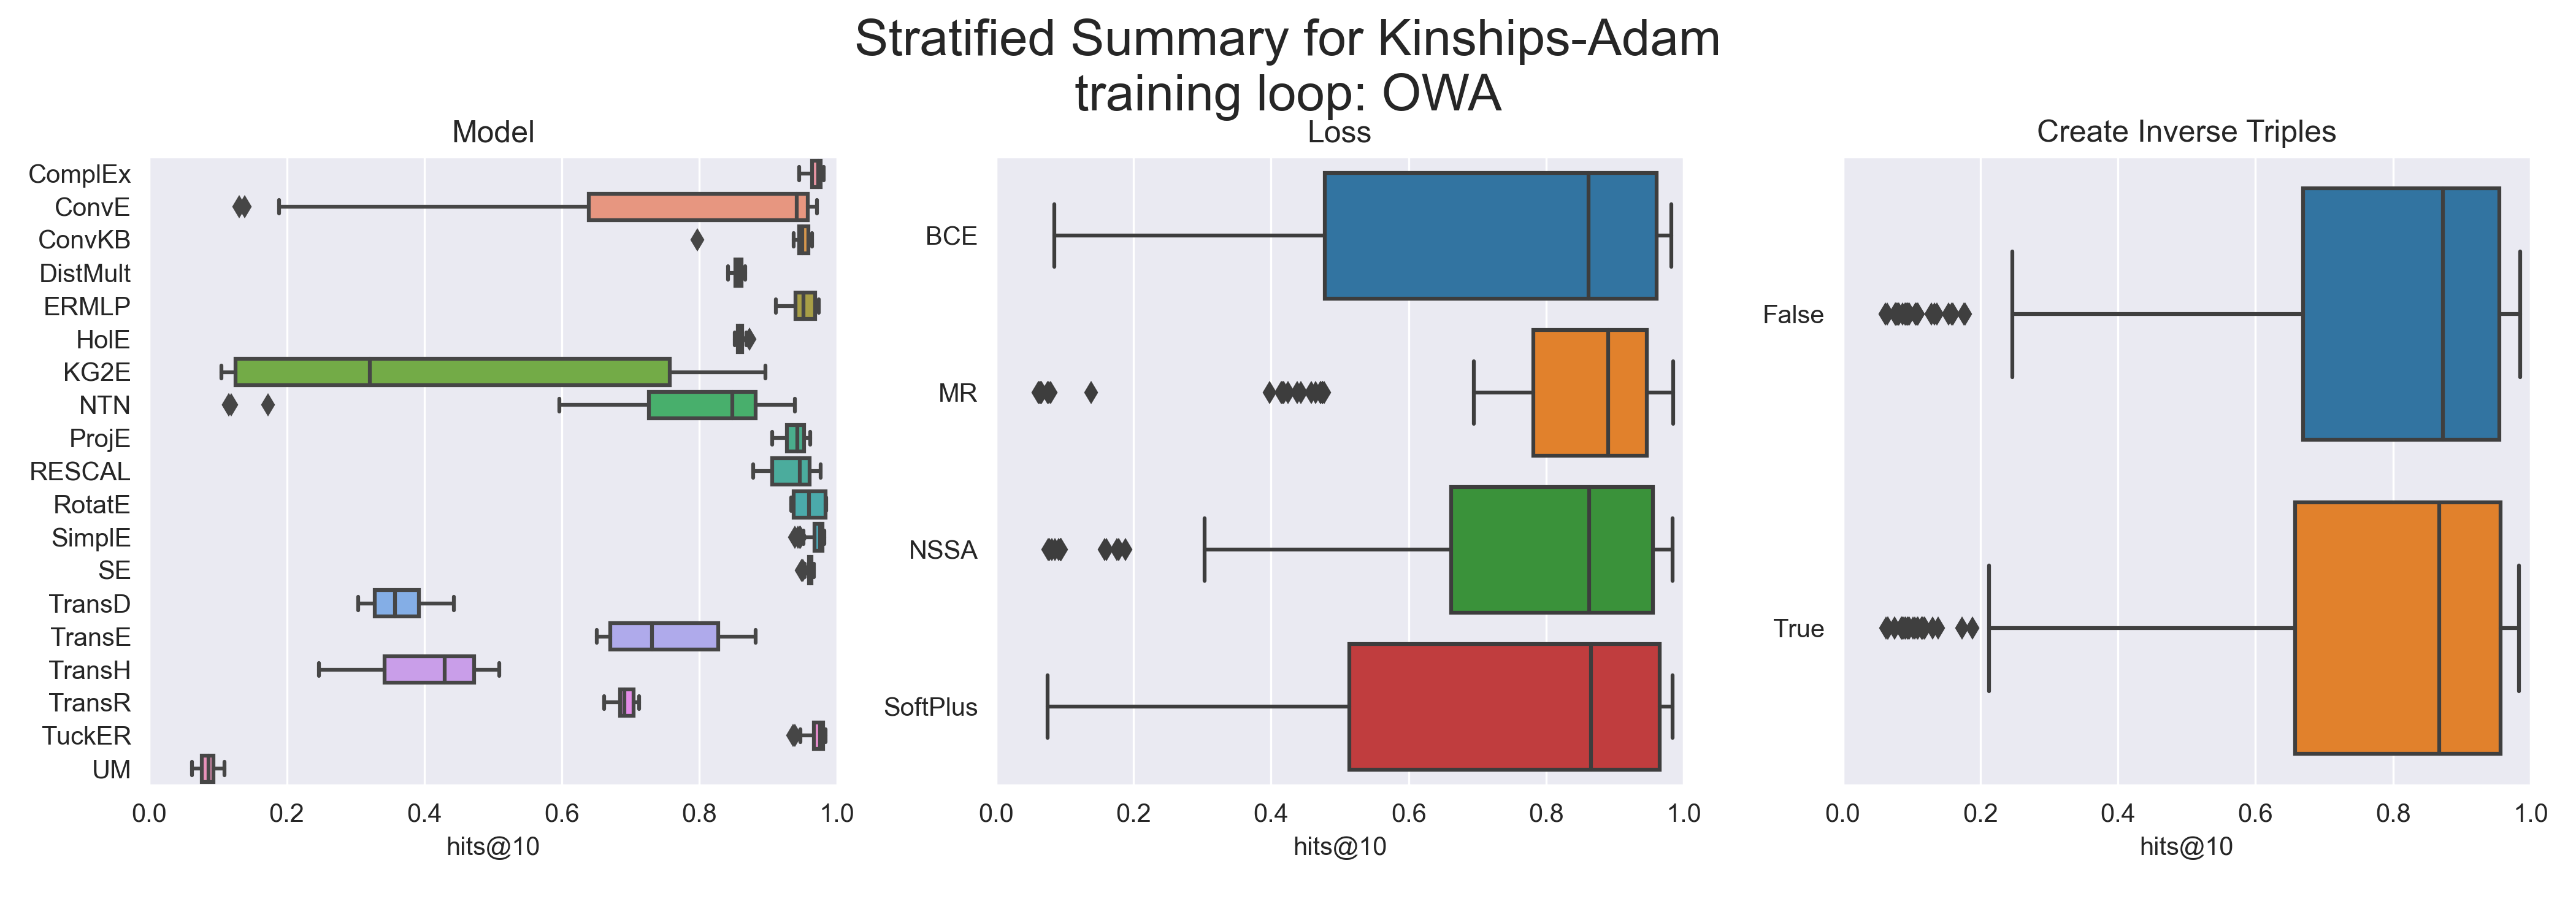 Stratified Summary for Kinships-Adam
training loop: OWA
Model
ComplEx
ConvE
ConvKB
DistMult
ERMLP
HolE
KG2E
NTN
ProjE
RESCAL
RotatE
SimplE
SE
TransD
TransE
TransH
TransR
TuckER
UM
0.0 0.2 0.4 0.6 0.8 1.0
hits@10
Loss
BCE
MR
NSSA
SoftPlus
0.0 0.2 0.4 0.6 0.8 1.0
hits@10
Create Inverse Triples
False
True
0.0 0.2 0.4 0.6 0.8 1.0
hits@10